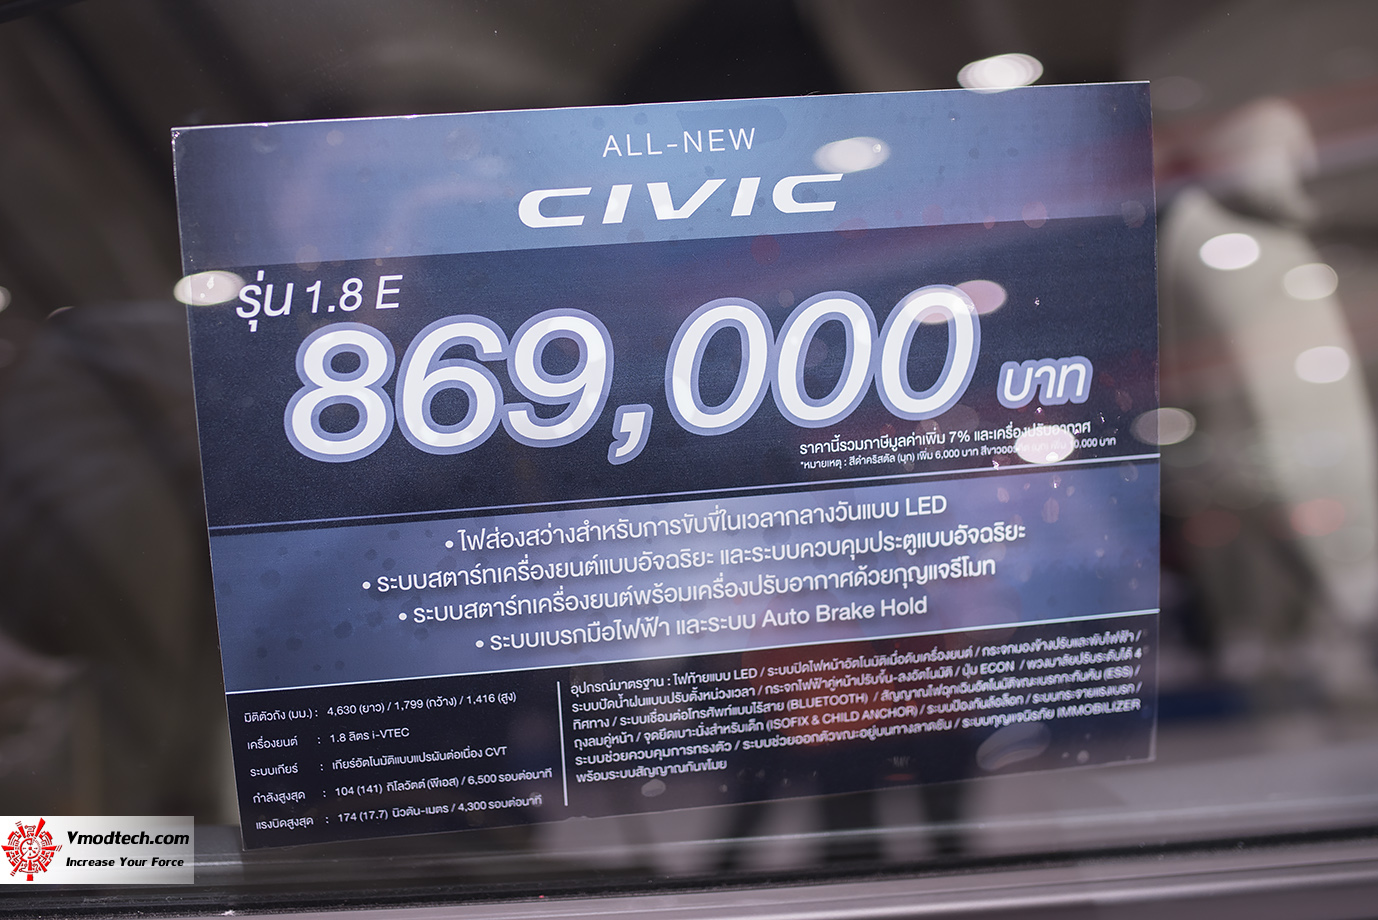 ALL-NEW
CIVIC
รุ่น 1.8 E
869,000 บาท
ราคานี้รวมภาษีมูลค่าเพิ่ม 7% และเครื่องปรับอากาศ
*หมายเหตุ : สีดำคริสตัล (มุก) เพิ่ม 6,000 บาท สีขาวออร์คิด (มุก) เพิ่ม 10,000 บาท
• ไฟส่องสว่างสำหรับการขับขี่ในเวลากลางวันแบบ LED
• ระบบสตาร์ทเครื่องยนต์แบบอัจฉริยะ และระบบควบคุมประตูแบบอัจฉริยะ
• ระบบสตาร์ทเครื่องยนต์พร้อมเครื่องปรับอากาศด้วยกุญแจรีโมท
• ระบบเบรกมือไฟฟ้า และระบบ Auto Brake Hold
มิติตัวถัง (มม.) : 4,630 (ยาว) / 1,799 (กว้าง) / 1,416 (สูง)
เครื่องยนต์ : 1.8 ลิตร i-VTEC
ระบบเกียร์ : เกียร์อัตโนมัติแบบแปรผันต่อเนื่อง CVT
กำลังสูงสุด : 104 (141) กิโลวัตต์ (พีเอส) / 6,500 รอบต่อนาที
แรงบิดสูงสุด : 174 (17.7) นิวตัน-เมตร / 4,300 รอบต่อนาที
อุปกรณ์มาตรฐาน : ไฟท้ายแบบ LED / ระบบปิดไฟหน้าอัตโนมัติเมื่อดับเครื่องยนต์ / กระจกมองข้างปรับและพับไฟฟ้า /
ระบบปัดน้ำฝนแบบปรับตั้งหน่วงเวลา / กระจกไฟฟ้าคู่หน้าปรับขึ้น-ลงอัตโนมัติ / ปุ่ม ECON / พวงมาลัยปรับระดับได้ 4
ทิศทาง / ระบบเชื่อมต่อโทรศัพท์แบบไร้สาย (BLUETOOTH) / สัญญาณไฟฉุกเฉินอัตโนมัติขณะเบรกกะทันหัน (ESS) /
ถุงลมคู่หน้า / จุดยึดเบาะนั่งสำหรับเด็ก (ISOFIX & CHILD ANCHOR) / ระบบป้องกันล้อล็อก / ระบบกระจายแรงเบรก /
ระบบช่วยควบคุมการทรงตัว / ระบบช่วยออกตัวขณะอยู่บนทางลาดชัน / ระบบกุญแจนิรภัย IMMOBILIZER
พร้อมระบบสัญญาณกันขโมย
Vmodtech.com
Increase Your Force